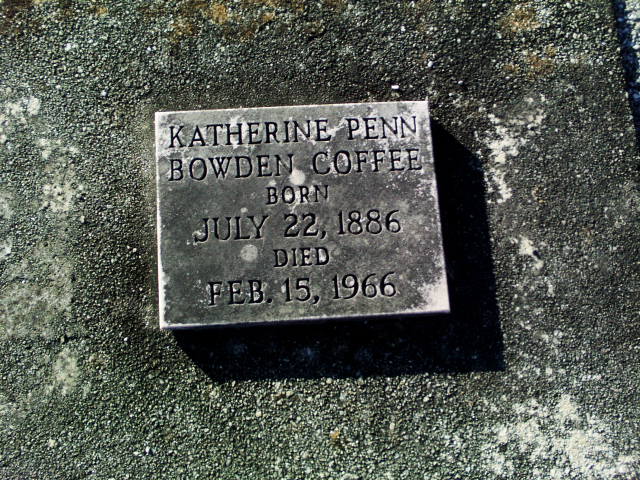 KATHERINE PENN
BOWDEN COFFEE
BORN
JULY 22, 1886
DIED
FEB. 15, 1966